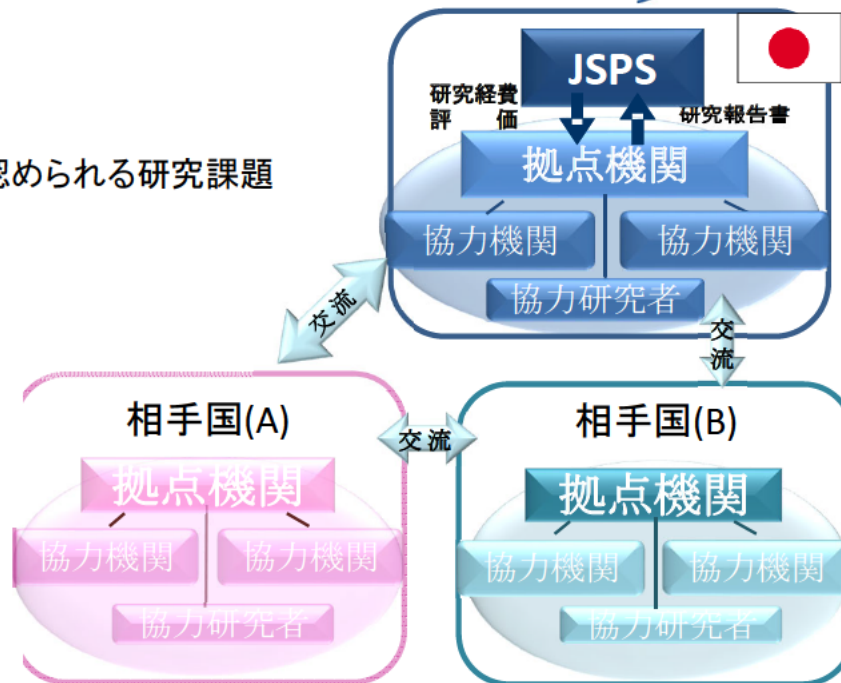 JSPS
研究経費
評　価
研究報告書
認められる研究課題
拠点機関
協力機関
協力機関
協力研究者
交流
交流
相手国(A)
交流
相手国(B)
拠点機関
協力機関
協力機関
協力研究者
拠点機関
協力機関
協力機関
協力研究者